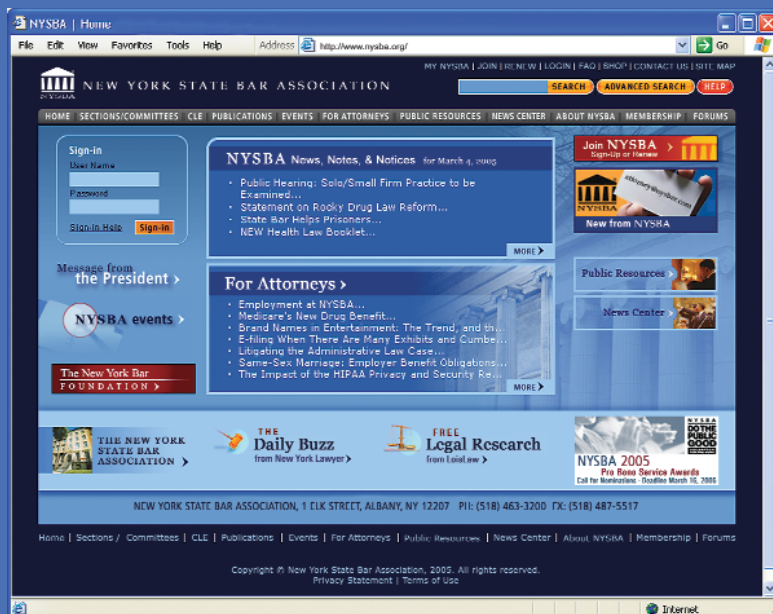 NYSBA | Home
File Edit View Favorites Tools Help Address http://www.nysba.org/ Go
MY NYSBA | JOIN | RENEW | LOGIN | FAQ | SHOP | CONTACT US | SITE MAP
NYSBA NEW YORK STATE BAR ASSOCIATION SEARCH ADVANCED SEARCH HELP
HOME | SECTIONS/COMMITTEES | CLE | PUBLICATIONS | EVENTS | FOR ATTORNEYS | PUBLIC RESOURCES | NEWS CENTER | ABOUT NYSBA | MEMBERSHIP | FORUMS
Sign-in
User Name
Password
Sign-in Help Sign-in
Message from
the President >
NYSBA events >
The New York Bar
FOUNDATION >
NYSBA News, Notes, & Notices for March 4, 2005
· Public Hearing: Solo/Small Firm Practice to be
Examined...
· Statement on Rocky Drug Law Reform...
· State Bar Helps Prisoners...
· NEW Health Law Booklet...
MORE >
For Attorneys >
· Employment at NYSBA...
· Medicare's New Drug Benefit...
· Brand Names in Entertainment: The Trend, and th...
· E-filing When There Are Many Exhibits and Cumbe...
· Litigating the Administrative Law Case...
· Same-Sex Marriage: Employer Benefit Obligations...
· The Impact of the HIPAA Privacy and Security Re...
MORE >
Join NYSBA
Sign-Up or Renew
NYSBA
attorney@nysbar.com
New from NYSBA
Public Resources >
News Center >
THE NEW YORK
STATE BAR
ASSOCIATION >
THE
Daily Buzz
from New York Lawyer >
FREE
Legal Research
from LoisLaw >
NYSBA
DO THE
PUBLIC
GOOD
NYSBA 2005
Pro Bono Service Awards
Call for Nominations - Deadline March 16, 2005
NEW YORK STATE BAR ASSOCIATION, 1 ELK STREET, ALBANY, NY 12207 PH: (518) 463-3200 FX: (518) 487-5517
Home | Sections / Committees | CLE | Publications | Events | For Attorneys | Public Resources | News Center | About NYSBA | Membership | Forums
Copyright © New York State Bar Association, 2005. All rights reserved.
Privacy Statement | Terms of Use
Internet